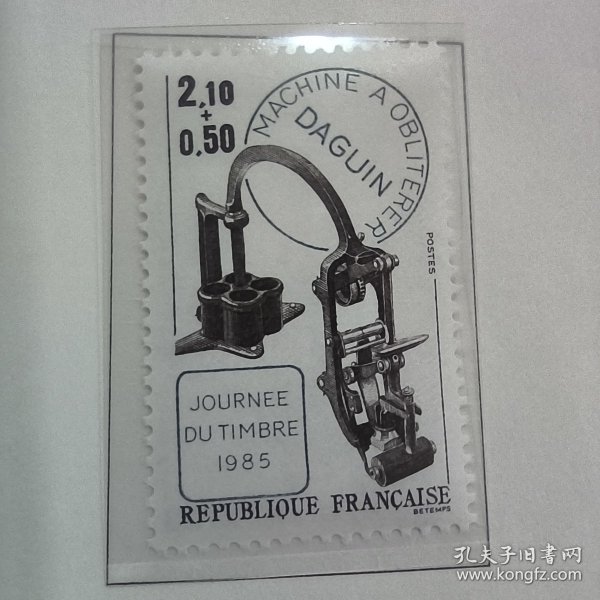 2,10
+
0,50
MACHINE A OBLITERER
DAGUIN
POSTES
JOURNEE
DU TIMBRE
1985
REPUBLIQUE FRANÇAISE
BETEMPS
孔夫子旧书网
www.kongfz.com